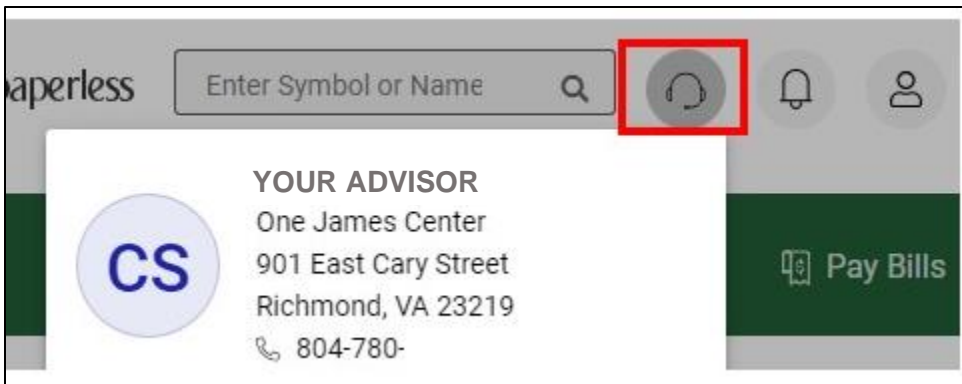 paperless
Enter Symbol or Name
YOUR ADVISOR
One James Center
CS
901 East Cary Street
Pay Bills
Richmond, VA 23219
804-780-